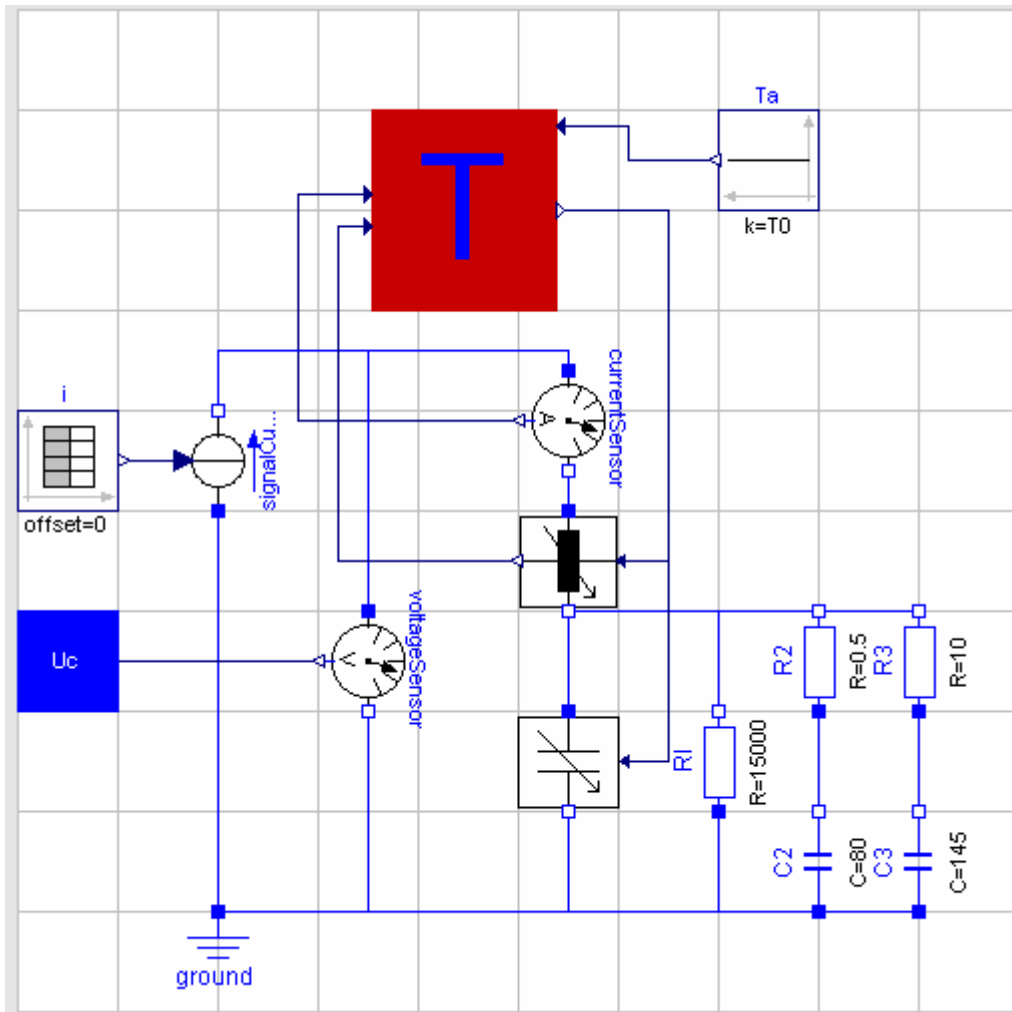 Ta
T
k=T0
currentSensor
i
signalCu...
offset=0
A
voltageSensor
Uc
V
R2
R=0.5
R3
R=10
Rl
R=15000
C2
C=80
C3
C=145
ground